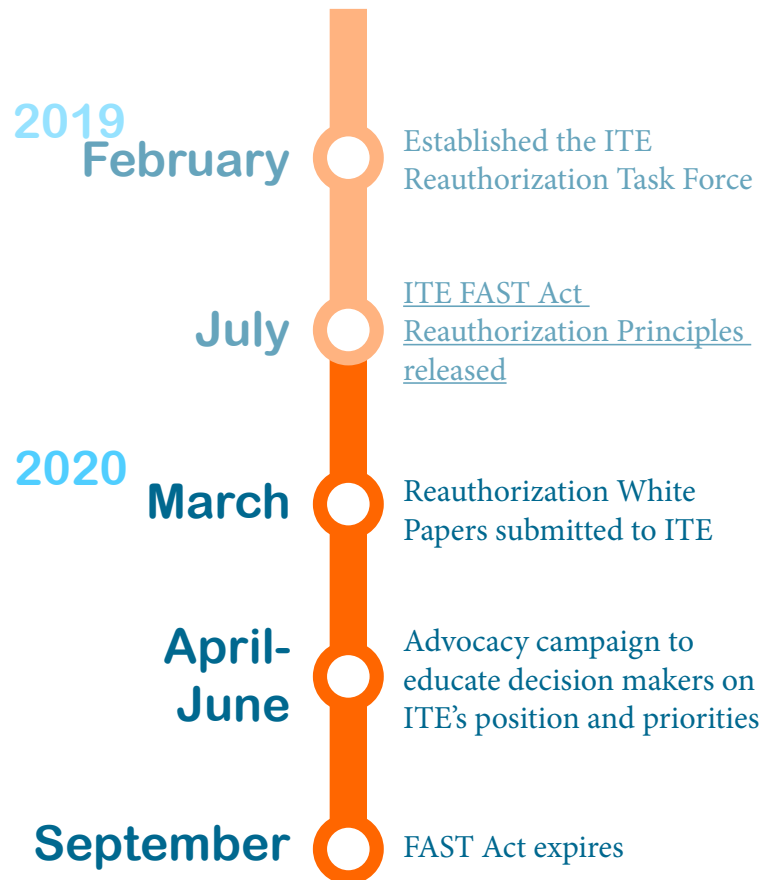 2019
February
Established the ITE
Reauthorization Task Force
July
ITE FAST Act
Reauthorization Principles
released
2020
March
Reauthorization White
Papers submitted to ITE
April-
June
Advocacy campaign to
educate decision makers on
ITE’s position and priorities
September
FAST Act expires